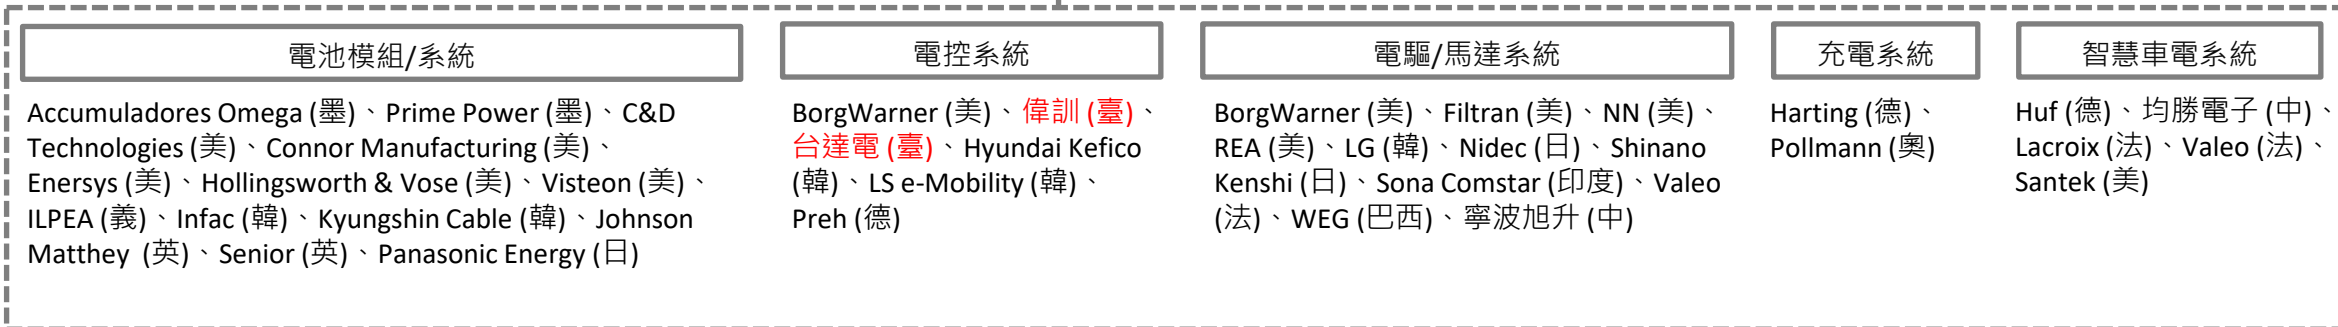 電池模組/系統
Accumuladores Omega (墨)、Prime Power (墨)、C&D
Technologies (美)、Connor Manufacturing (美)、
Enersys (美)、Hollingsworth & Vose (美)、Visteon (美)、
ILPEA (義)、Infac (韓)、Kyungshin Cable (韓)、Johnson
Matthey (英)、Senior (英)、Panasonic Energy (日)
電控系統
BorgWarner (美)、偉訓 (臺)、
台達電 (臺)、Hyundai Kefico
(韓)、LS e-Mobility (韓)、
Preh (德)
電驅/馬達系統
BorgWarner (美)、Filtran (美)、NN (美)、
REA (美)、LG (韓)、Nidec (日)、Shinano
Kenshi (日)、Sona Comstar (印度)、Valeo
(法)、WEG (巴西)、寧波旭升 (中)
充電系統
Harting (德)、
Pollmann (奧)
智慧車電系統
Huf (德)、均勝電子 (中)、
Lacroix (法)、Valeo (法)、
Santek (美)